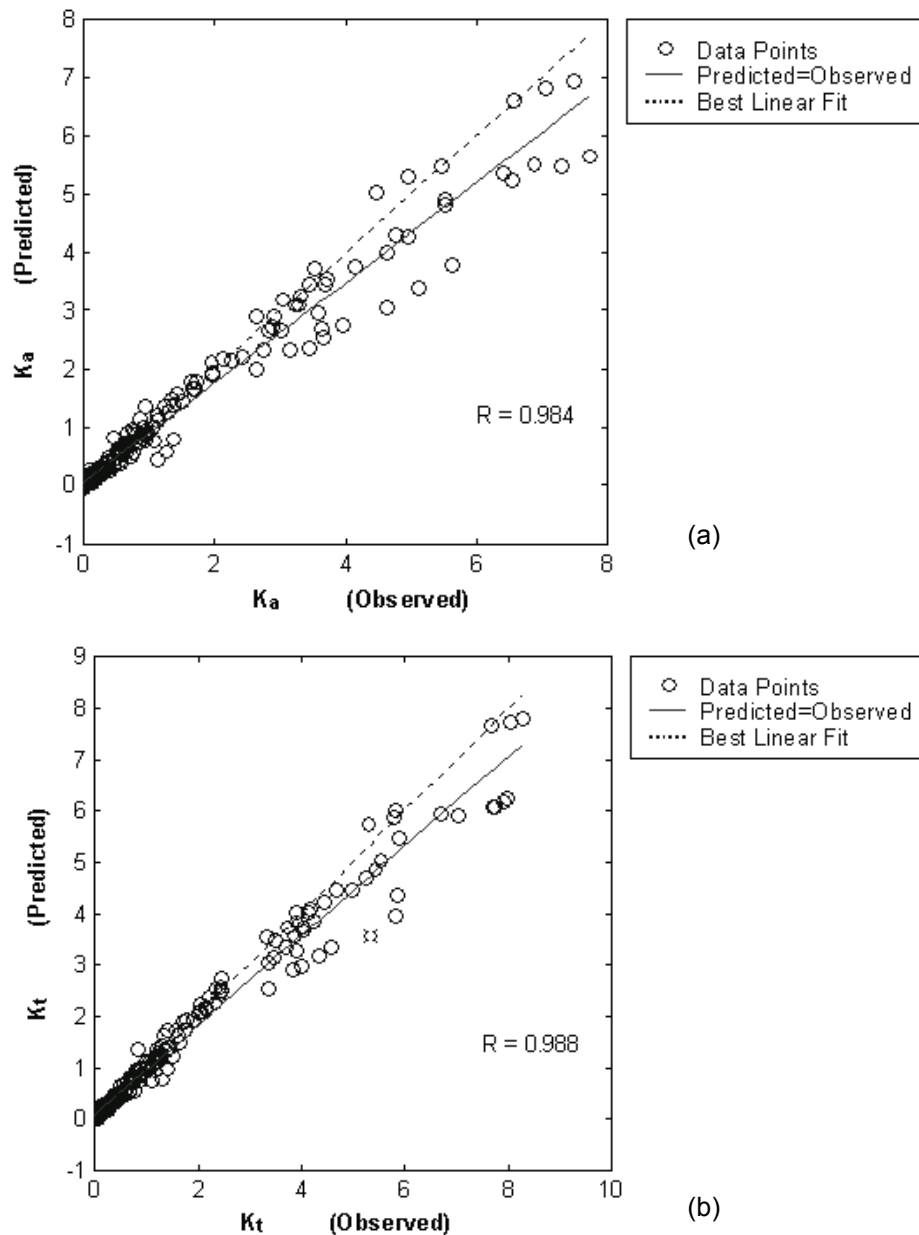 8
7
6
5
4
3
2
1
0
-1
Ka (Predicted)
0 2 4 6 8
Ka (Observed)
R = 0.984
Data Points
Predicted=Observed
Best Linear Fit
(a)
9
8
7
6
5
4
3
2
1
0
-1
Kt (Predicted)
0 2 4 6 8 10
Kt (Observed)
R = 0.988
Data Points
Predicted=Observed
Best Linear Fit
(b)